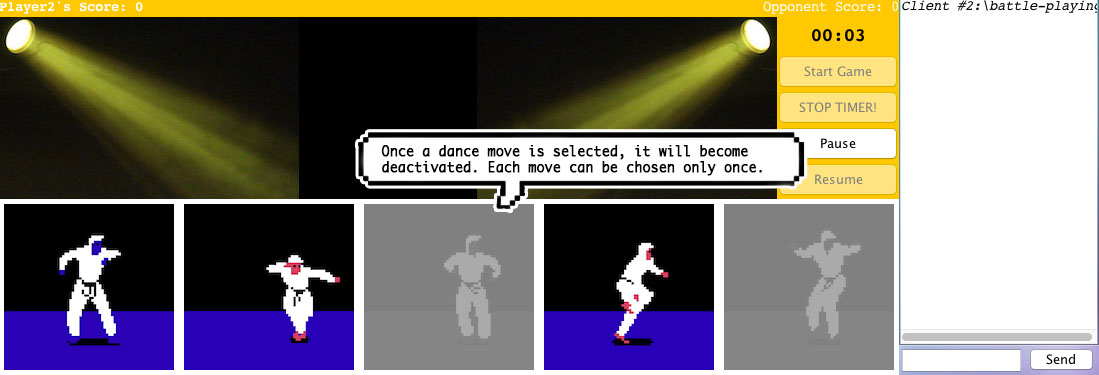 Player2's Score: 0
Opponent Score: 0
Client #2:\battle-playing
00:03
Start Game
STOP TIMER!
Pause
Resume
Once a dance move is selected, it will become
deactivated. Each move can be chosen only once.
Send